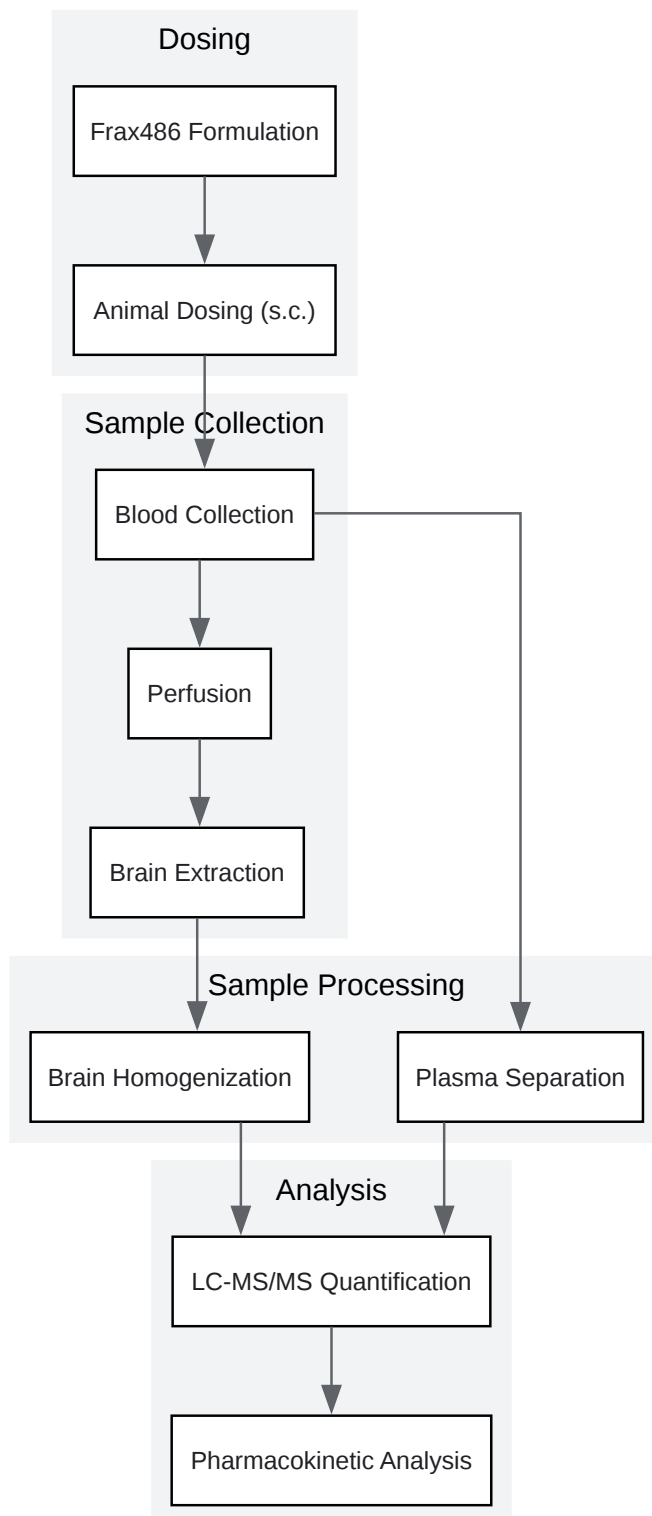 Dosing
Frax486 Formulation
Animal Dosing (s.c.)
Sample Collection
Blood Collection
Perfusion
Brain Extraction
Sample Processing
Brain Homogenization
Plasma Separation
Analysis
LC-MS/MS Quantification
Pharmacokinetic Analysis